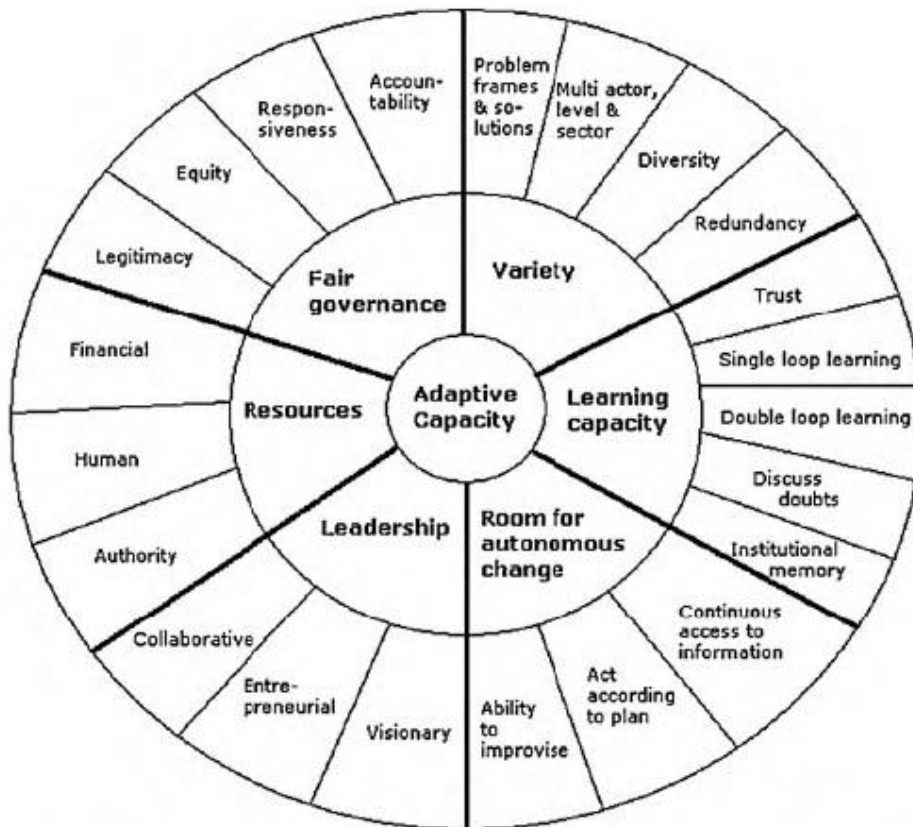 Adaptive
Capacity
Variety
Problem
frames
& so-
lutions
Multi actor,
level &
sector
Diversity
Redundancy
Learning
capacity
Trust
Single loop learning
Double loop learning
Discuss
doubts
Institutional
memory
Room for
autonomous
change
Continuous
access to
information
Act
according
to plan
Ability
to
improvise
Leadership
Visionary
Entre-
preneurial
Collaborative
Resources
Authority
Human
Financial
Fair
governance
Legitimacy
Equity
Respon-
siveness
Accoun-
tability